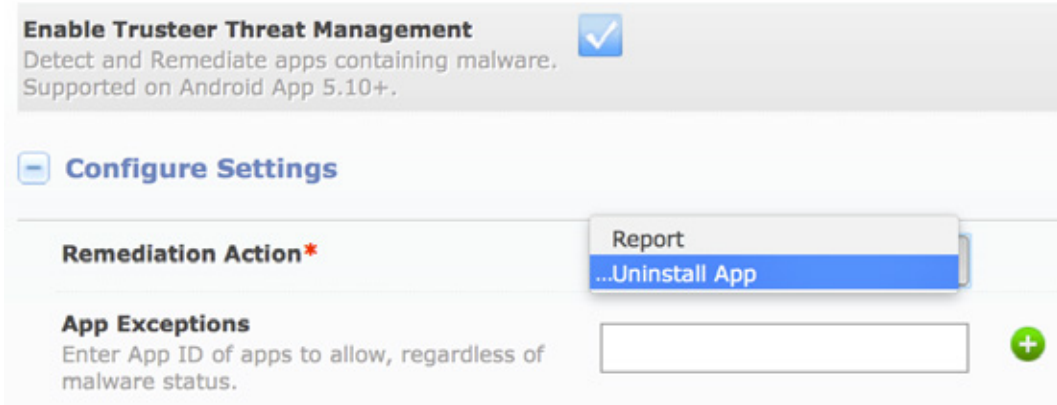 Enable Trusteer Threat Management
Detect and Remediate apps containing malware.
Supported on Android App 5.10+.
Configure Settings
Remediation Action*
Report
...Uninstall App
App Exceptions
Enter App ID of apps to allow, regardless of
malware status.